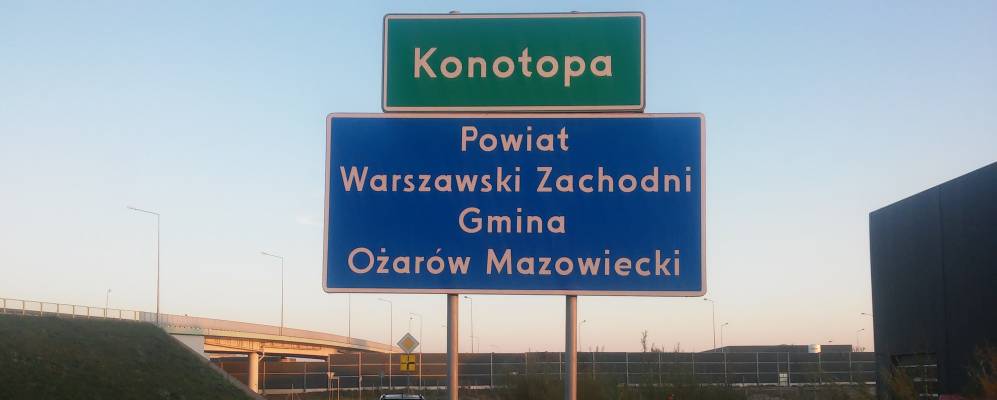 Konotopa
Powiat
Warszawski Zachodni
Gmina
Ożarów Mazowiecki